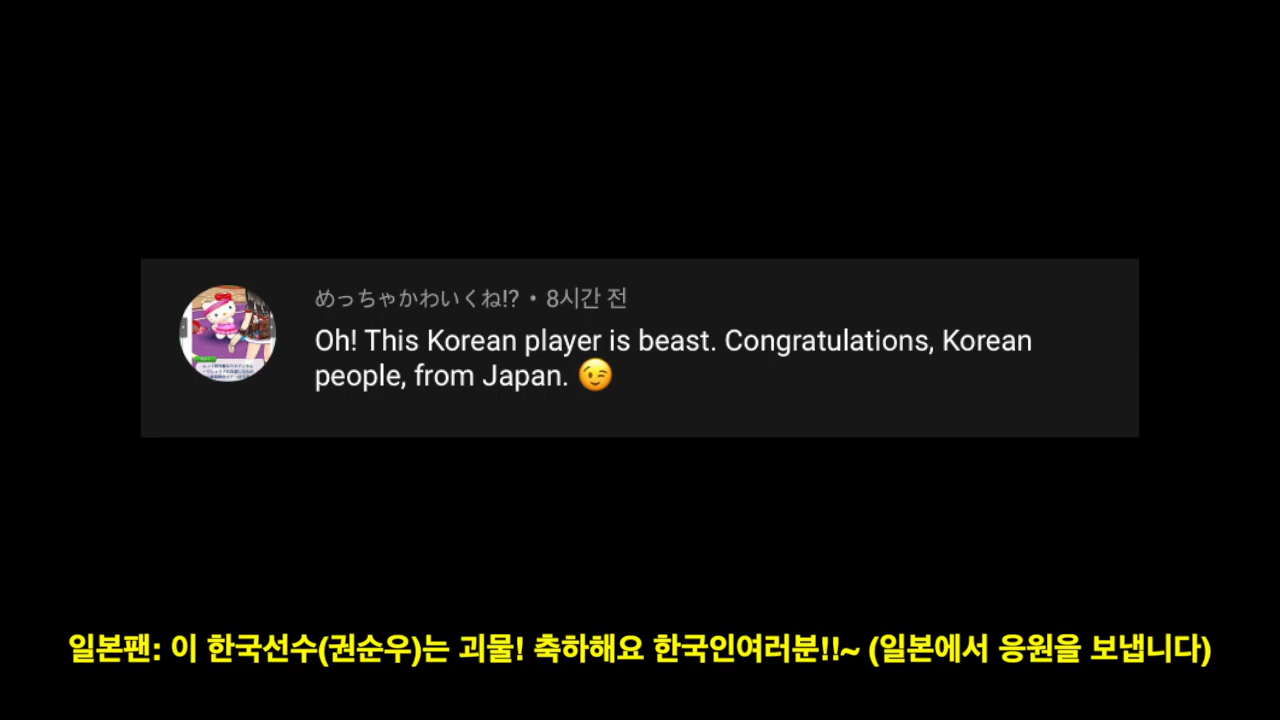 めっちゃかわいくね!? • 8시간 전
Oh! This Korean player is beast. Congratulations, Korean
people, from Japan. 😉
일본팬: 이 한국선수(권순우)는 괴물! 축하해요 한국인여러분!!~ (일본에서 응원을 보냅니다)